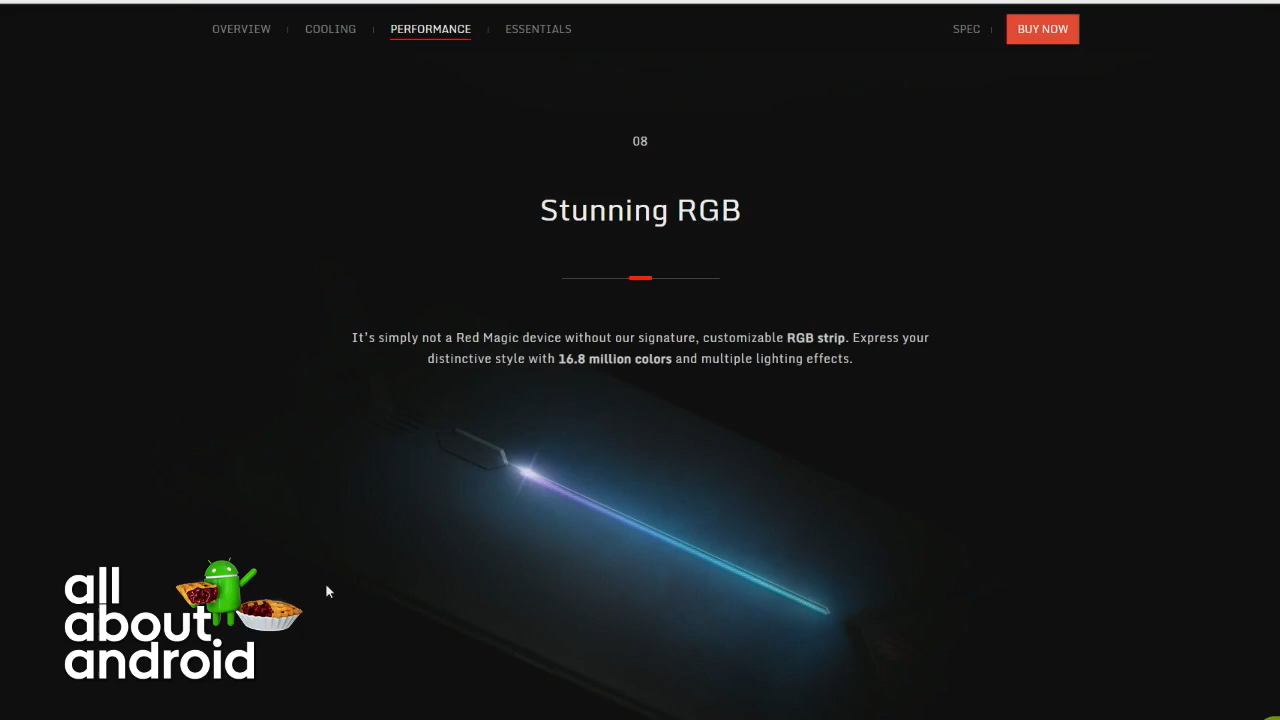 OVERVIEW | COOLING | PERFORMANCE | ESSENTIALS SPEC | BUY NOW
08
Stunning RGB
It's simply not a Red Magic device without our signature, customizable RGB strip. Express your
distinctive style with 16.8 million colors and multiple lighting effects.
all
about
android